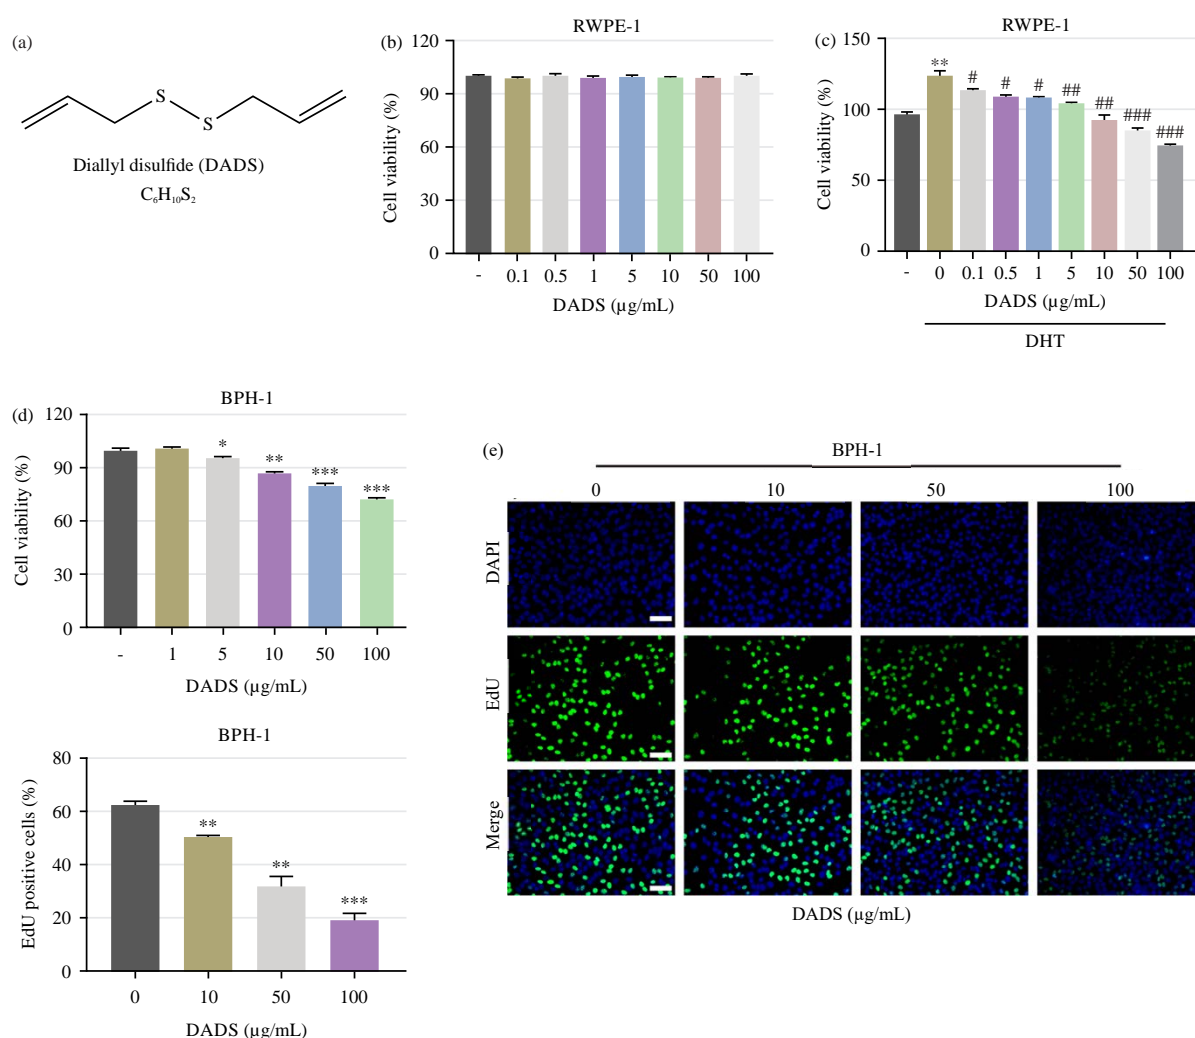 (a)
S
S
Diallyl disulfide (DADS)
C₆H₁₀S₂
(b)
RWPE-1
Cell viability (%)
120
90
60
30
0
- 0.1 0.5 1 5 10 50 100
DADS (µg/mL)
(c)
RWPE-1
Cell viability (%)
150
100
50
0
** # # # ## ## ### ###
- 0 0.1 0.5 1 5 10 50 100
DADS (µg/mL)
DHT
(d)
BPH-1
Cell viability (%)
120
90
60
30
0
* ** *** ***
- 1 5 10 50 100
DADS (µg/mL)
BPH-1
EdU positive cells (%)
80
60
40
20
0
** ** ***
0 10 50 100
DADS (µg/mL)
(e)
BPH-1
0 10 50 100
DAPI
EdU
Merge
DADS (µg/mL)